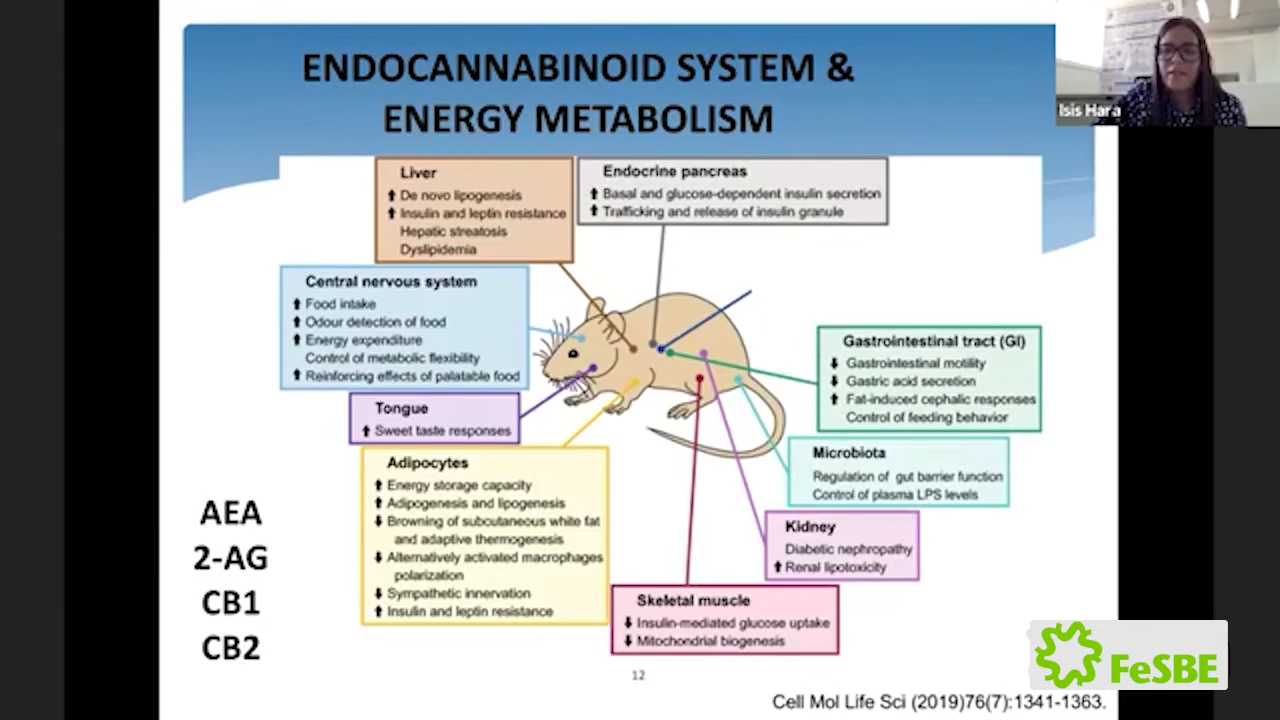 ENDOCANNABINOID SYSTEM &
ENERGY METABOLISM
Isis Hara
Liver
⬆ De novo lipogenesis
⬆ Insulin and leptin resistance
Hepatic streatosis
Dyslipidemia
Endocrine pancreas
⬆ Basal and glucose-dependent insulin secretion
⬆ Trafficking and release of insulin granule
Central nervous system
⬆ Food intake
⬆ Odour detection of food
⬆ Energy expenditure
Control of metabolic flexibility
⬆ Reinforcing effects of palatable food
Gastrointestinal tract (GI)
⬇ Gastrointestinal motility
⬇ Gastric acid secretion
⬆ Fat-induced cephalic responses
Control of feeding behavior
Tongue
⬆ Sweet taste responses
Microbiota
Regulation of gut barrier function
Control of plasma LPS levels
Adipocytes
⬆ Energy storage capacity
⬆ Adipogenesis and lipogenesis
⬇ Browning of subcutaneous white fat
and adaptive thermogenesis
⬇ Alternatively activated macrophages
polarization
⬇ Sympathetic innervation
⬆ Insulin and leptin resistance
Kidney
Diabetic nephropathy
⬆ Renal lipotoxicity
Skeletal muscle
⬇ Insulin-mediated glucose uptake
⬇ Mitochondrial biogenesis
AEA
2-AG
CB1
CB2
12
FeSBE
Cell Mol Life Sci (2019)76(7):1341-1363.